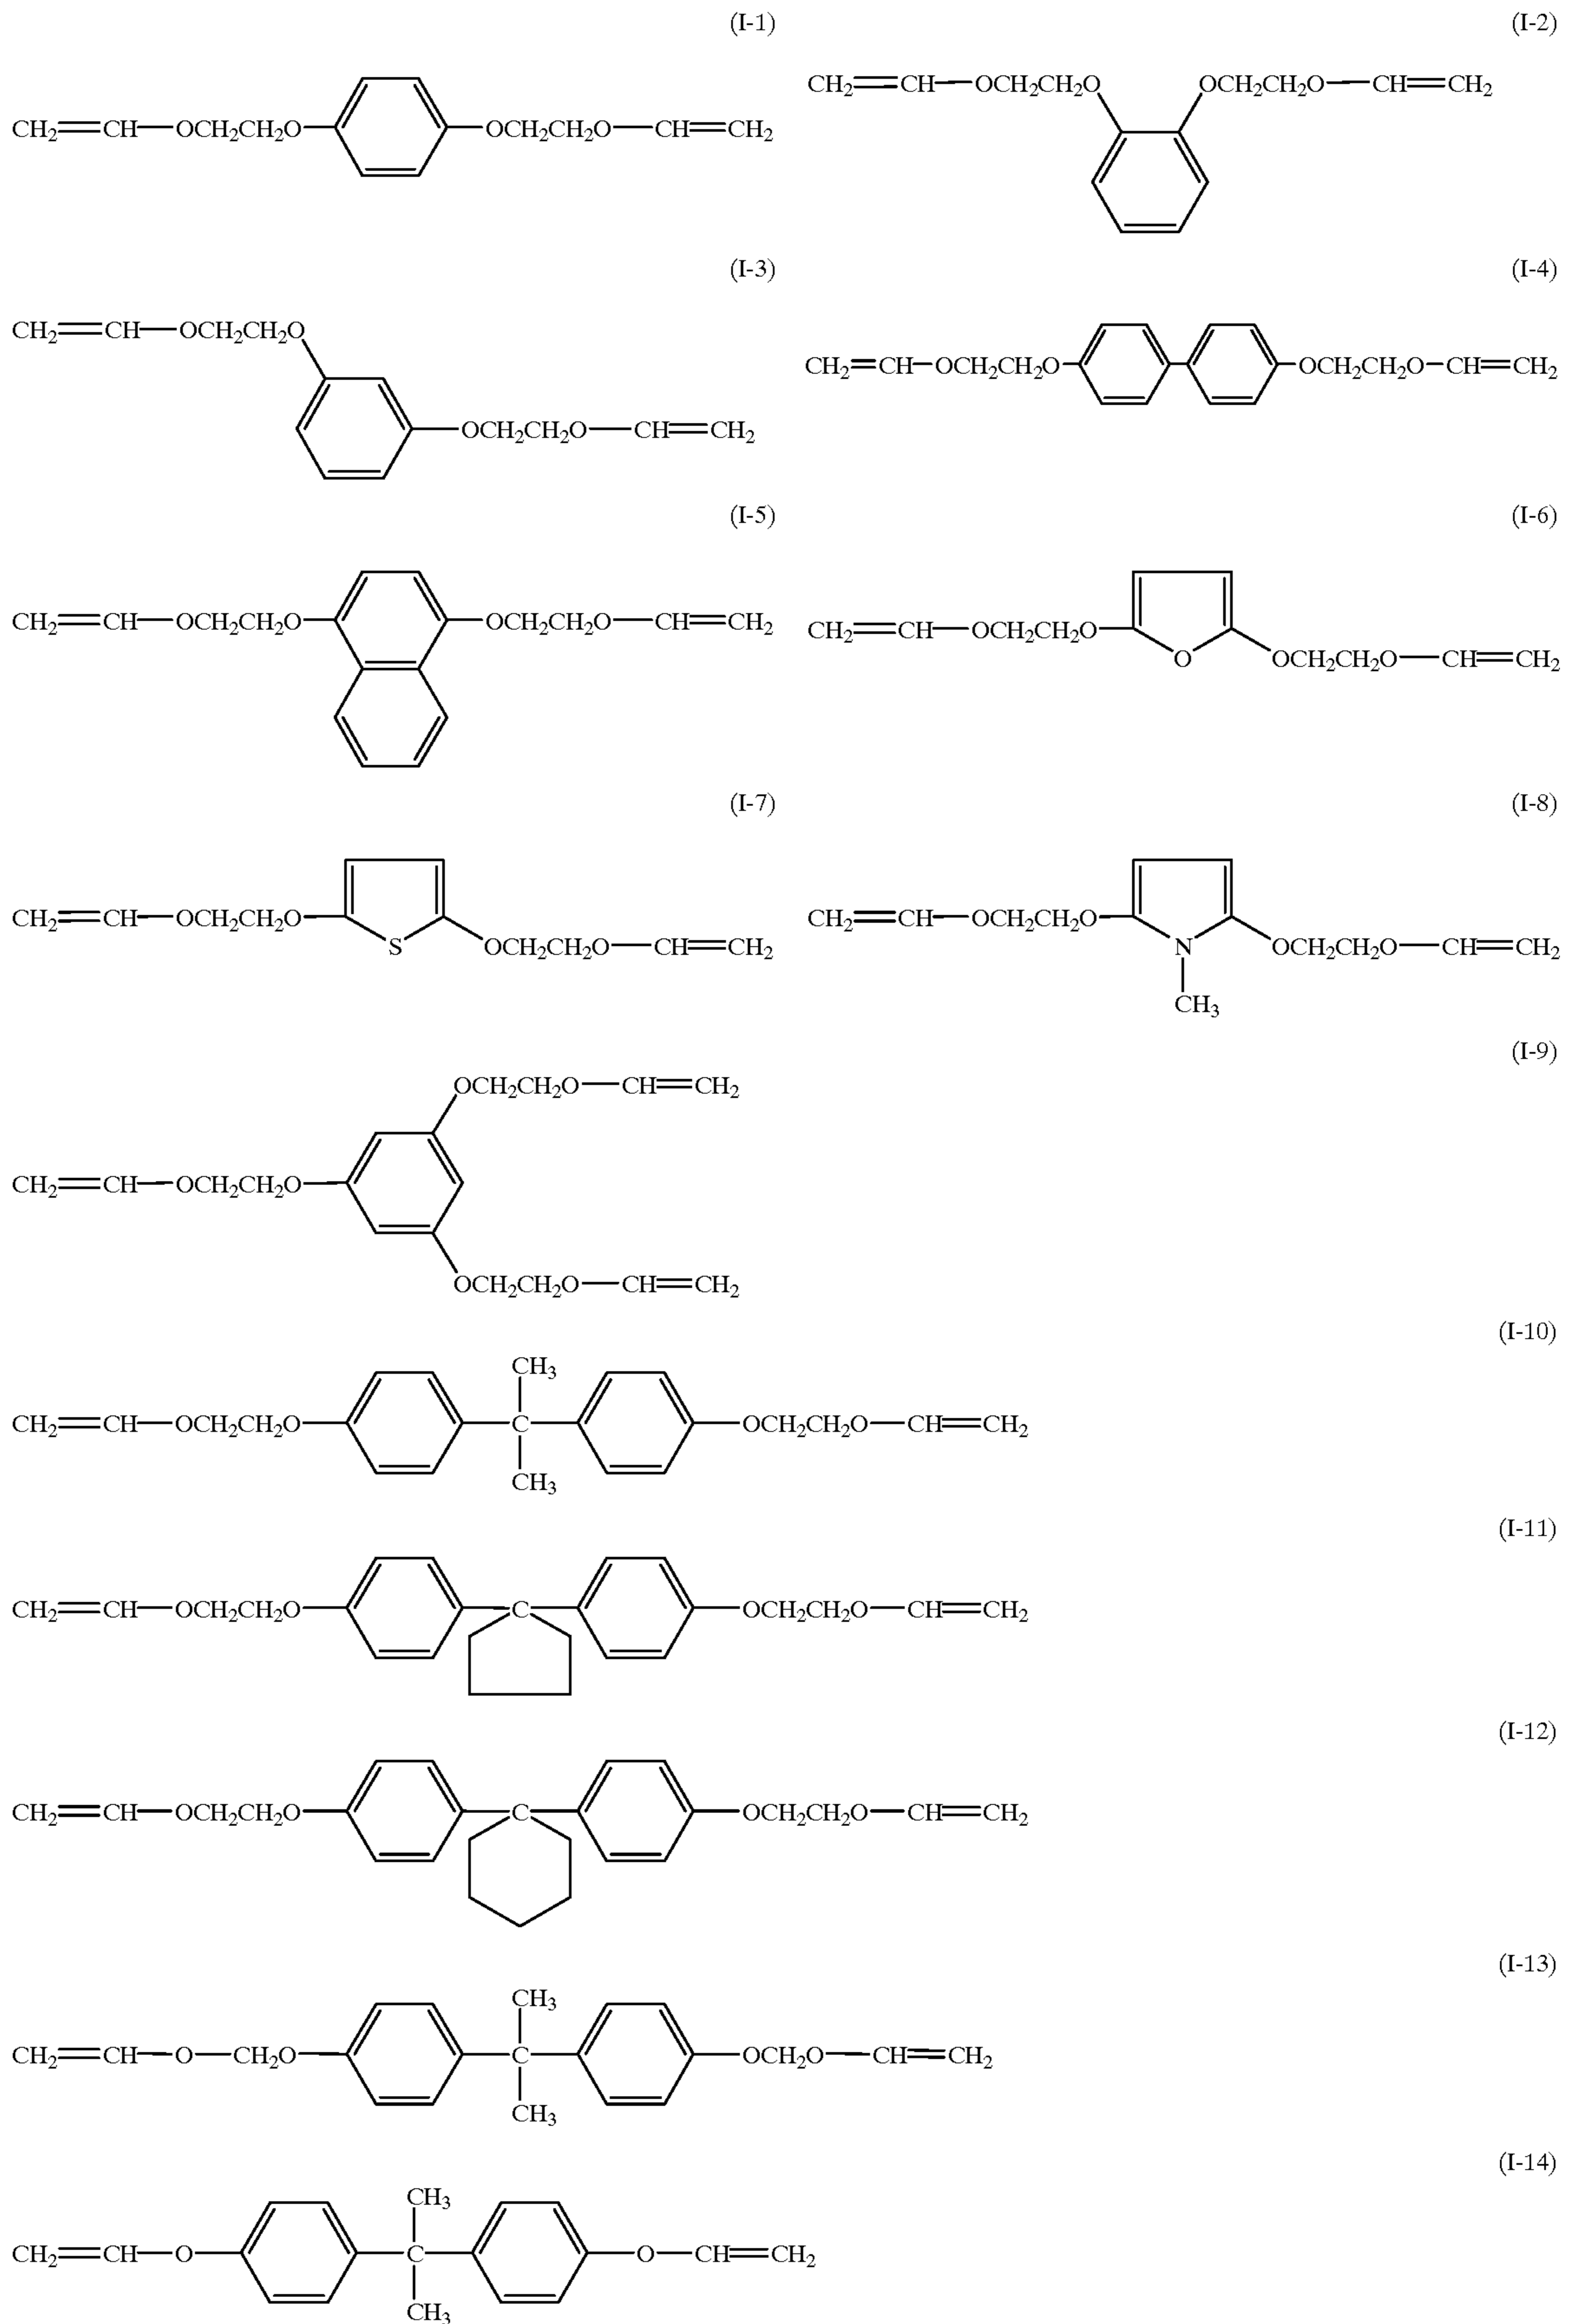 (I-1) (I-2)
CH₂=CH—OCH₂CH₂O OCH₂CH₂O—CH=CH₂
CH₂=CH—OCH₂CH₂O OCH₂CH₂O—CH=CH₂
(I-3) (I-4)
CH₂=CH—OCH₂CH₂O
OCH₂CH₂O—CH=CH₂
CH₂=CH—OCH₂CH₂O OCH₂CH₂O—CH=CH₂
(I-5) (I-6)
CH₂=CH—OCH₂CH₂O OCH₂CH₂O—CH=CH₂
CH₂=CH—OCH₂CH₂O
O OCH₂CH₂O—CH=CH₂
(I-7) (I-8)
CH₂=CH—OCH₂CH₂O
S OCH₂CH₂O—CH=CH₂
CH₂=CH—OCH₂CH₂O
N OCH₂CH₂O—CH=CH₂
CH₃
(I-9)
OCH₂CH₂O—CH=CH₂
CH₂=CH—OCH₂CH₂O
OCH₂CH₂O—CH=CH₂
(I-10)
CH₃
CH₂=CH—OCH₂CH₂O C OCH₂CH₂O—CH=CH₂
CH₃
(I-11)
CH₂=CH—OCH₂CH₂O C OCH₂CH₂O—CH=CH₂
(I-12)
CH₂=CH—OCH₂CH₂O C OCH₂CH₂O—CH=CH₂
(I-13)
CH₃
CH₂=CH—O—CH₂O C OCH₂O—CH=CH₂
CH₃
(I-14)
CH₃
CH₂=CH—O C O—CH=CH₂
CH₃